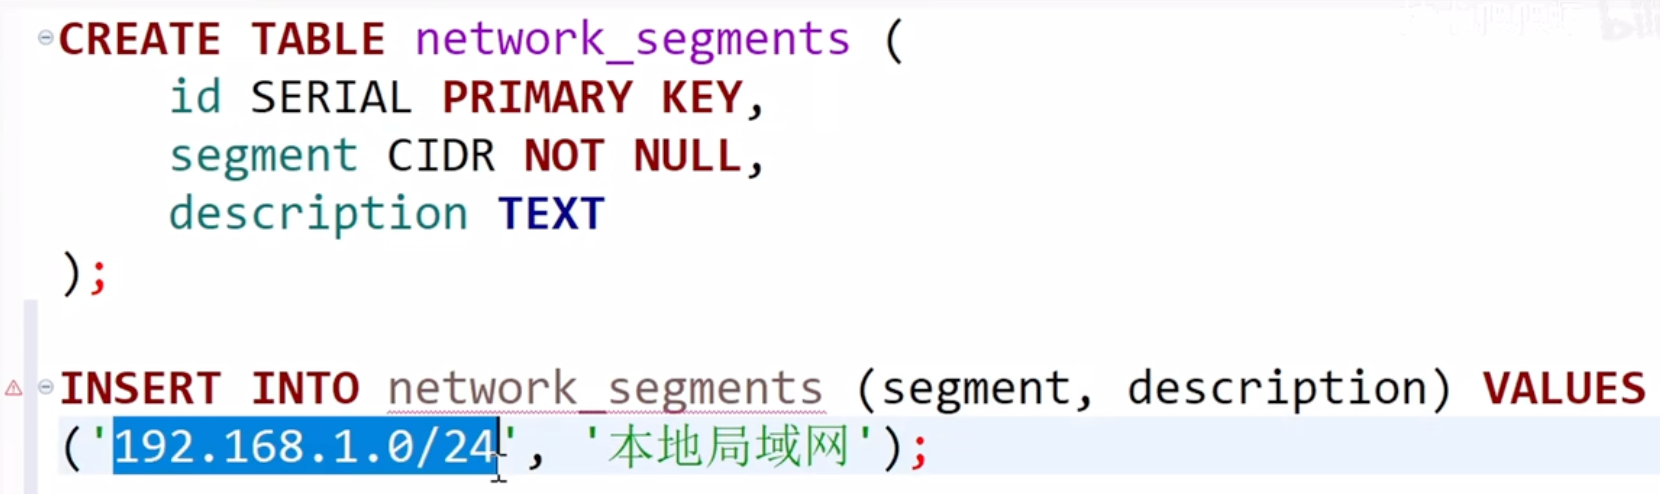 CREATE TABLE network_segments (
    id SERIAL PRIMARY KEY,
    segment CIDR NOT NULL,
    description TEXT
);
INSERT INTO network_segments (segment, description) VALUES
('192.168.1.0/24', '本地局域网');